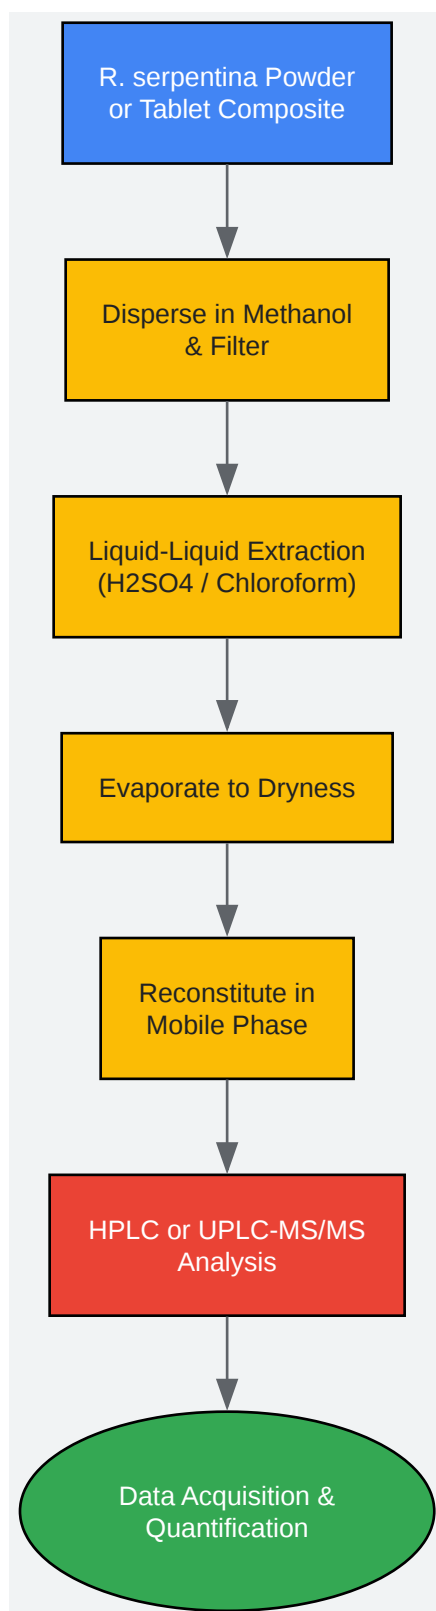 R. serpentina Powder
or Tablet Composite
Disperse in Methanol
& Filter
Liquid-Liquid Extraction
(H2SO4 / Chloroform)
Evaporate to Dryness
Reconstitute in
Mobile Phase
HPLC or UPLC-MS/MS
Analysis
Data Acquisition &
Quantification